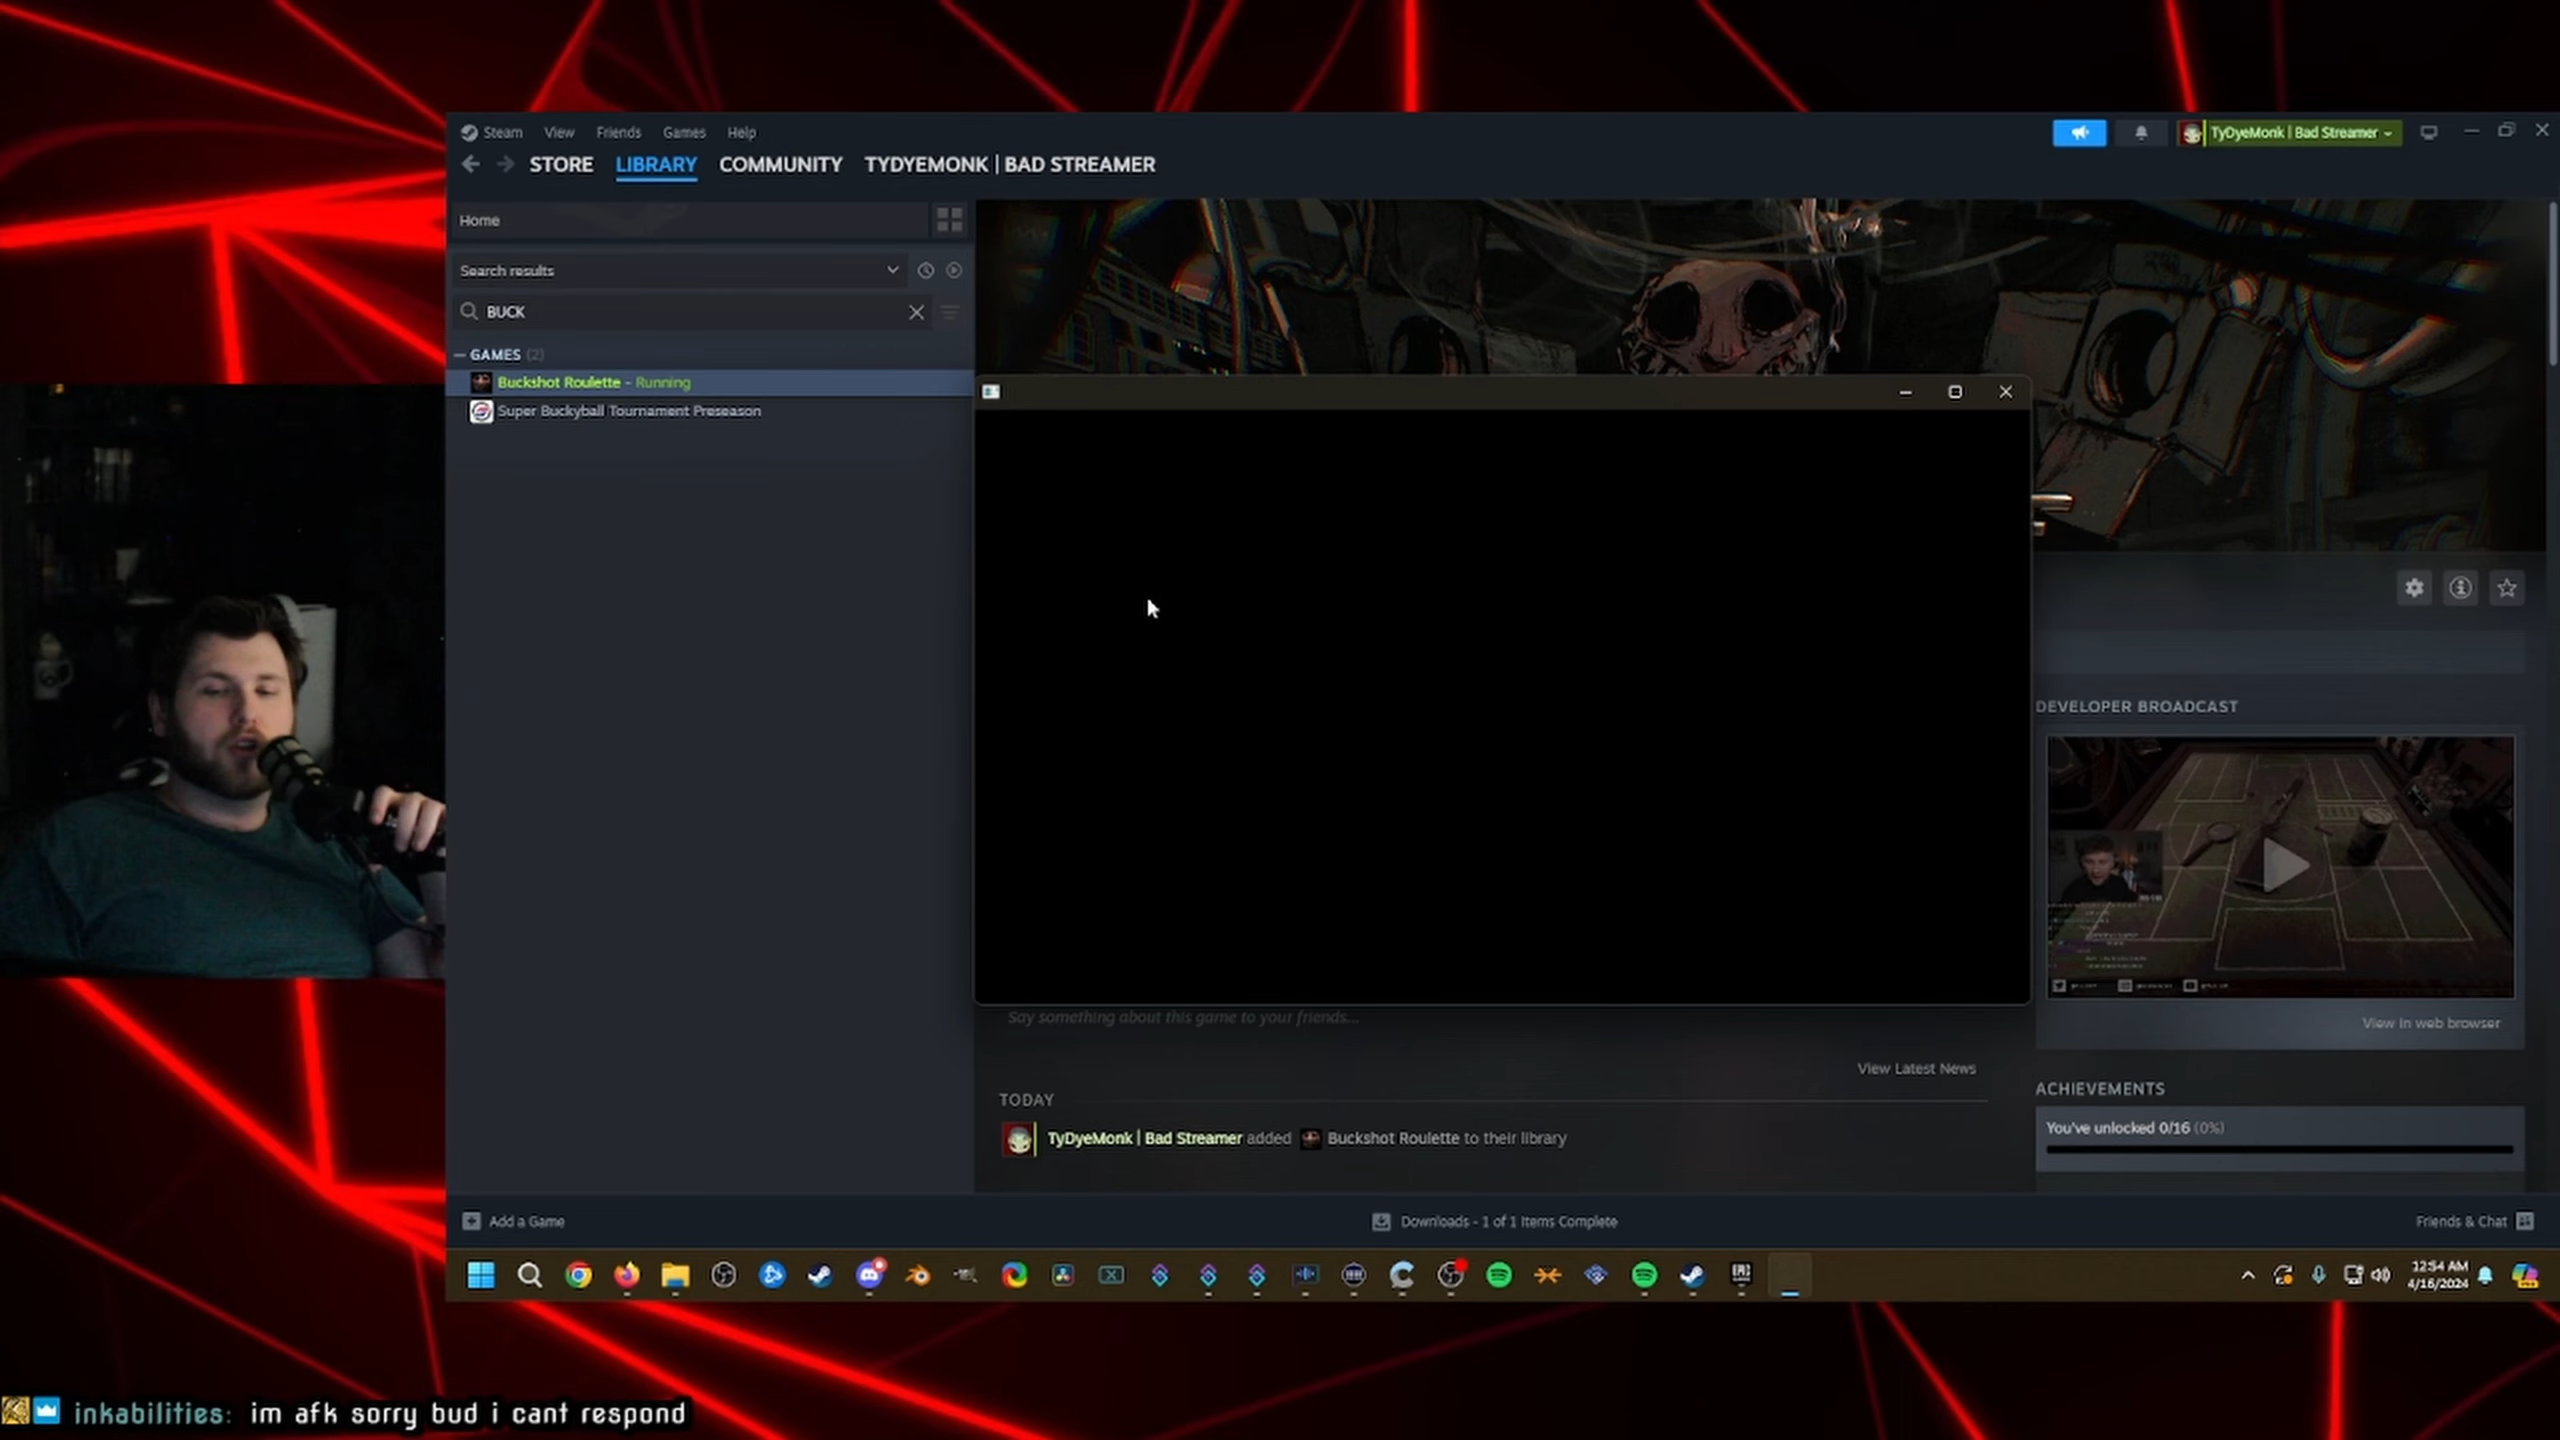 Steam View Friends Games Help
TyDyeMonk | Bad Streamer
STORE LIBRARY COMMUNITY TYDYEMONK | BAD STREAMER
Home
Search results
BUCK
GAMES (2)
Buckshot Roulette - Running
Super Buckyball Tournament Preseason
DEVELOPER BROADCAST
View in web browser
Say something about this game to your friends...
View Latest News
ACHIEVEMENTS
You've unlocked 0/16 (0%)
TODAY
TyDyeMonk | Bad Streamer added Buckshot Roulette to their library
Add a Game
Downloads - 1 of 1 Items Complete
Friends & Chat
12:54 AM
4/16/2024
inkabilities: im afk sorry bud i cant respond